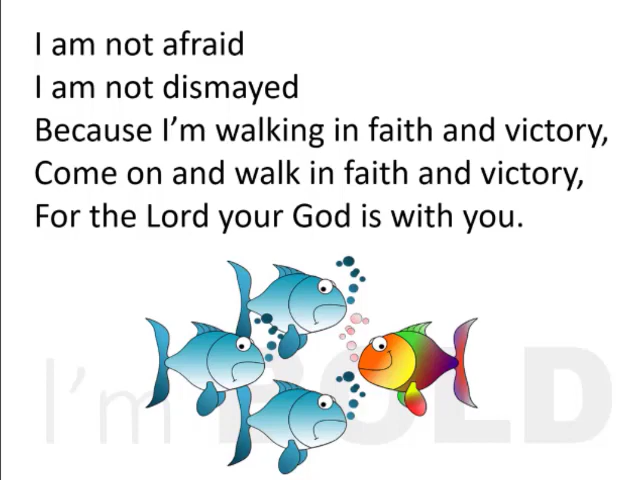 I am not afraid
I am not dismayed
Because I’m walking in faith and victory,
Come on and walk in faith and victory,
For the Lord your God is with you.
I’m BOLD